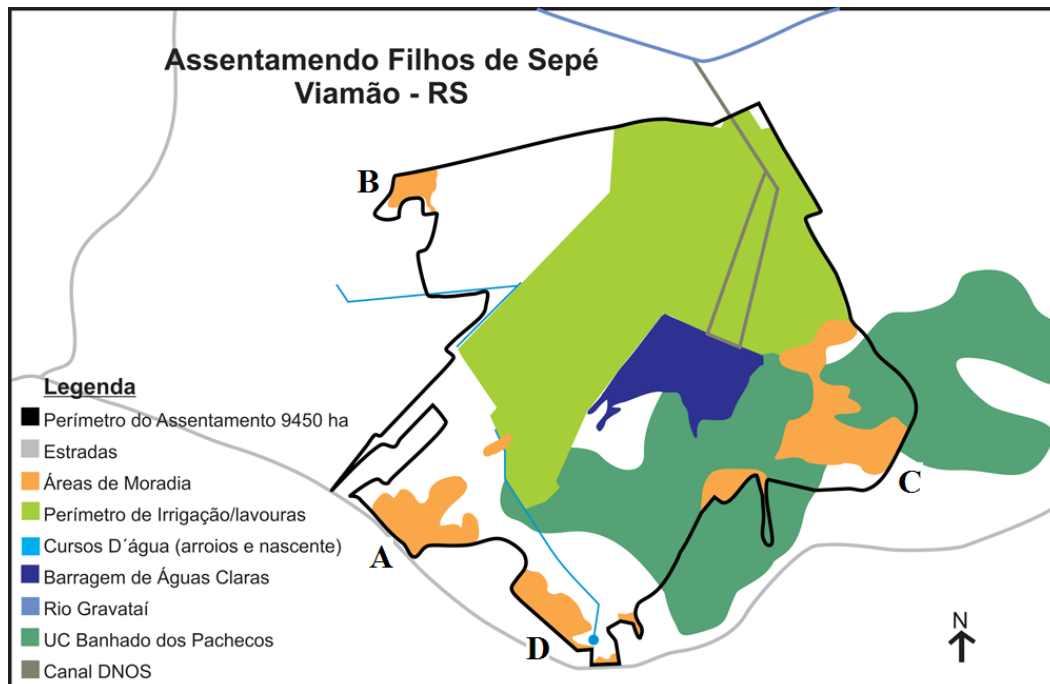 Assentamendo Filhos de Sepé
Viamão - RS
B
Legenda
Perímetro do Assentamento 9450 ha
Estradas
Áreas de Moradia
Perímetro de Irrigação/lavouras
Cursos D´água (arroios e nascente)
Barragem de Águas Claras
Rio Gravataí
UC Banhado dos Pachecos
Canal DNOS
A
C
D
N